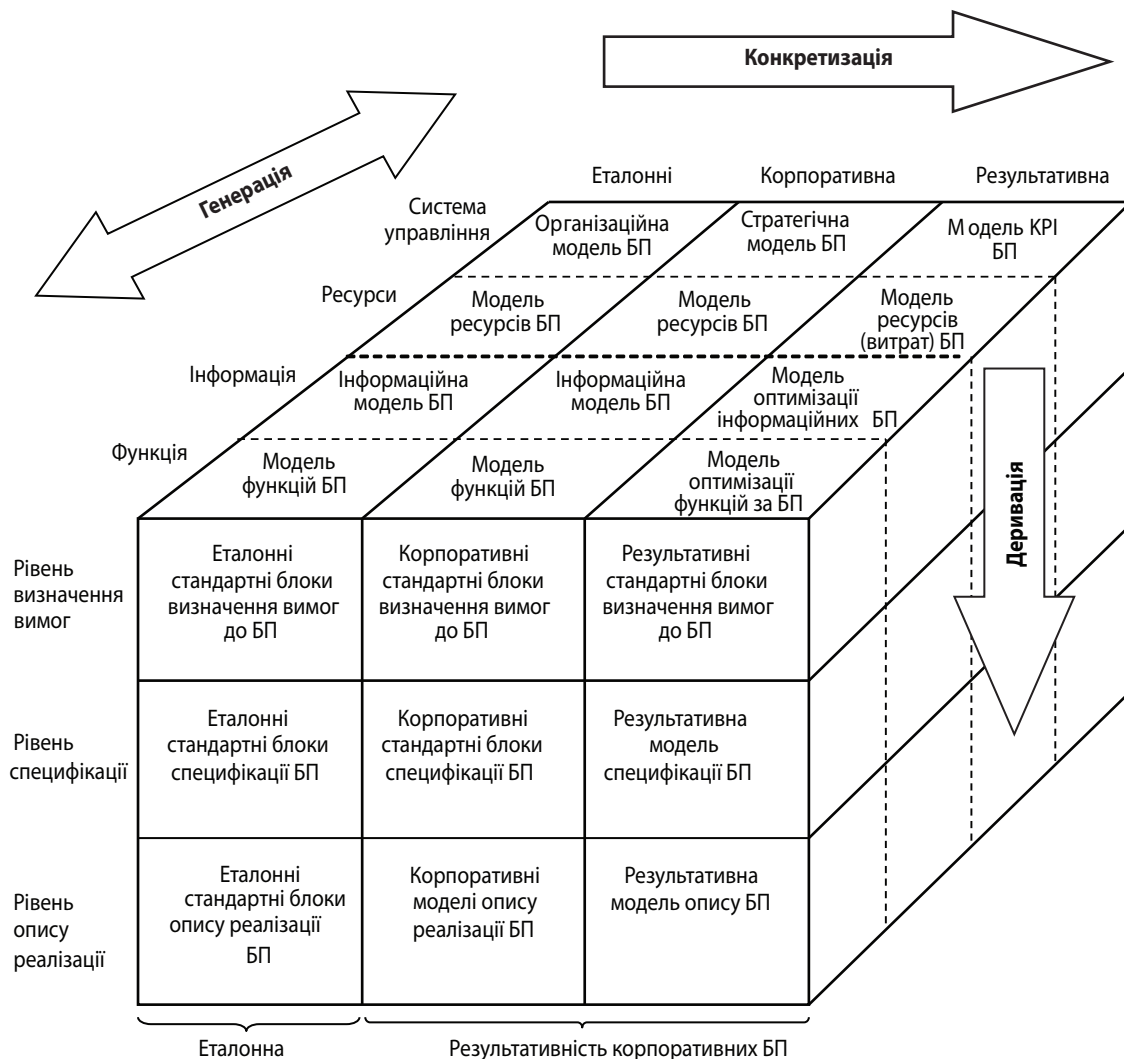 Конкретизація
Генерація
Еталонні
Корпоративна
Результативна
Система
управління
Організаційна
модель БП
Стратегічна
модель БП
Модель KPI
БП
Ресурси
Модель
ресурсів БП
Модель
ресурсів БП
Модель
ресурсів
(витрат) БП
Інформація
Інформаційна
модель БП
Інформаційна
модель БП
Модель
оптимізації
інформаційних БП
Функція
Модель
функцій БП
Модель
функцій БП
Модель
оптимізації
функцій за БП
Деривація
Рівень
визначення
вимог
Еталонні
стандартні блоки
визначення вимог
до БП
Корпоративні
стандартні блоки
визначення вимог
до БП
Результативні
стандартні блоки
визначення вимог
до БП
Рівень
специфікації
Еталонні
стандартні блоки
специфікації БП
Корпоративні
стандартні блоки
специфікації БП
Результативна
модель
специфікації БП
Рівень
опису
реалізації
Еталонні
стандартні блоки
опису реалізації
БП
Корпоративні
моделі опису
реалізації БП
Результативна
модель опису БП
Еталонна
Результативність корпоративних БП